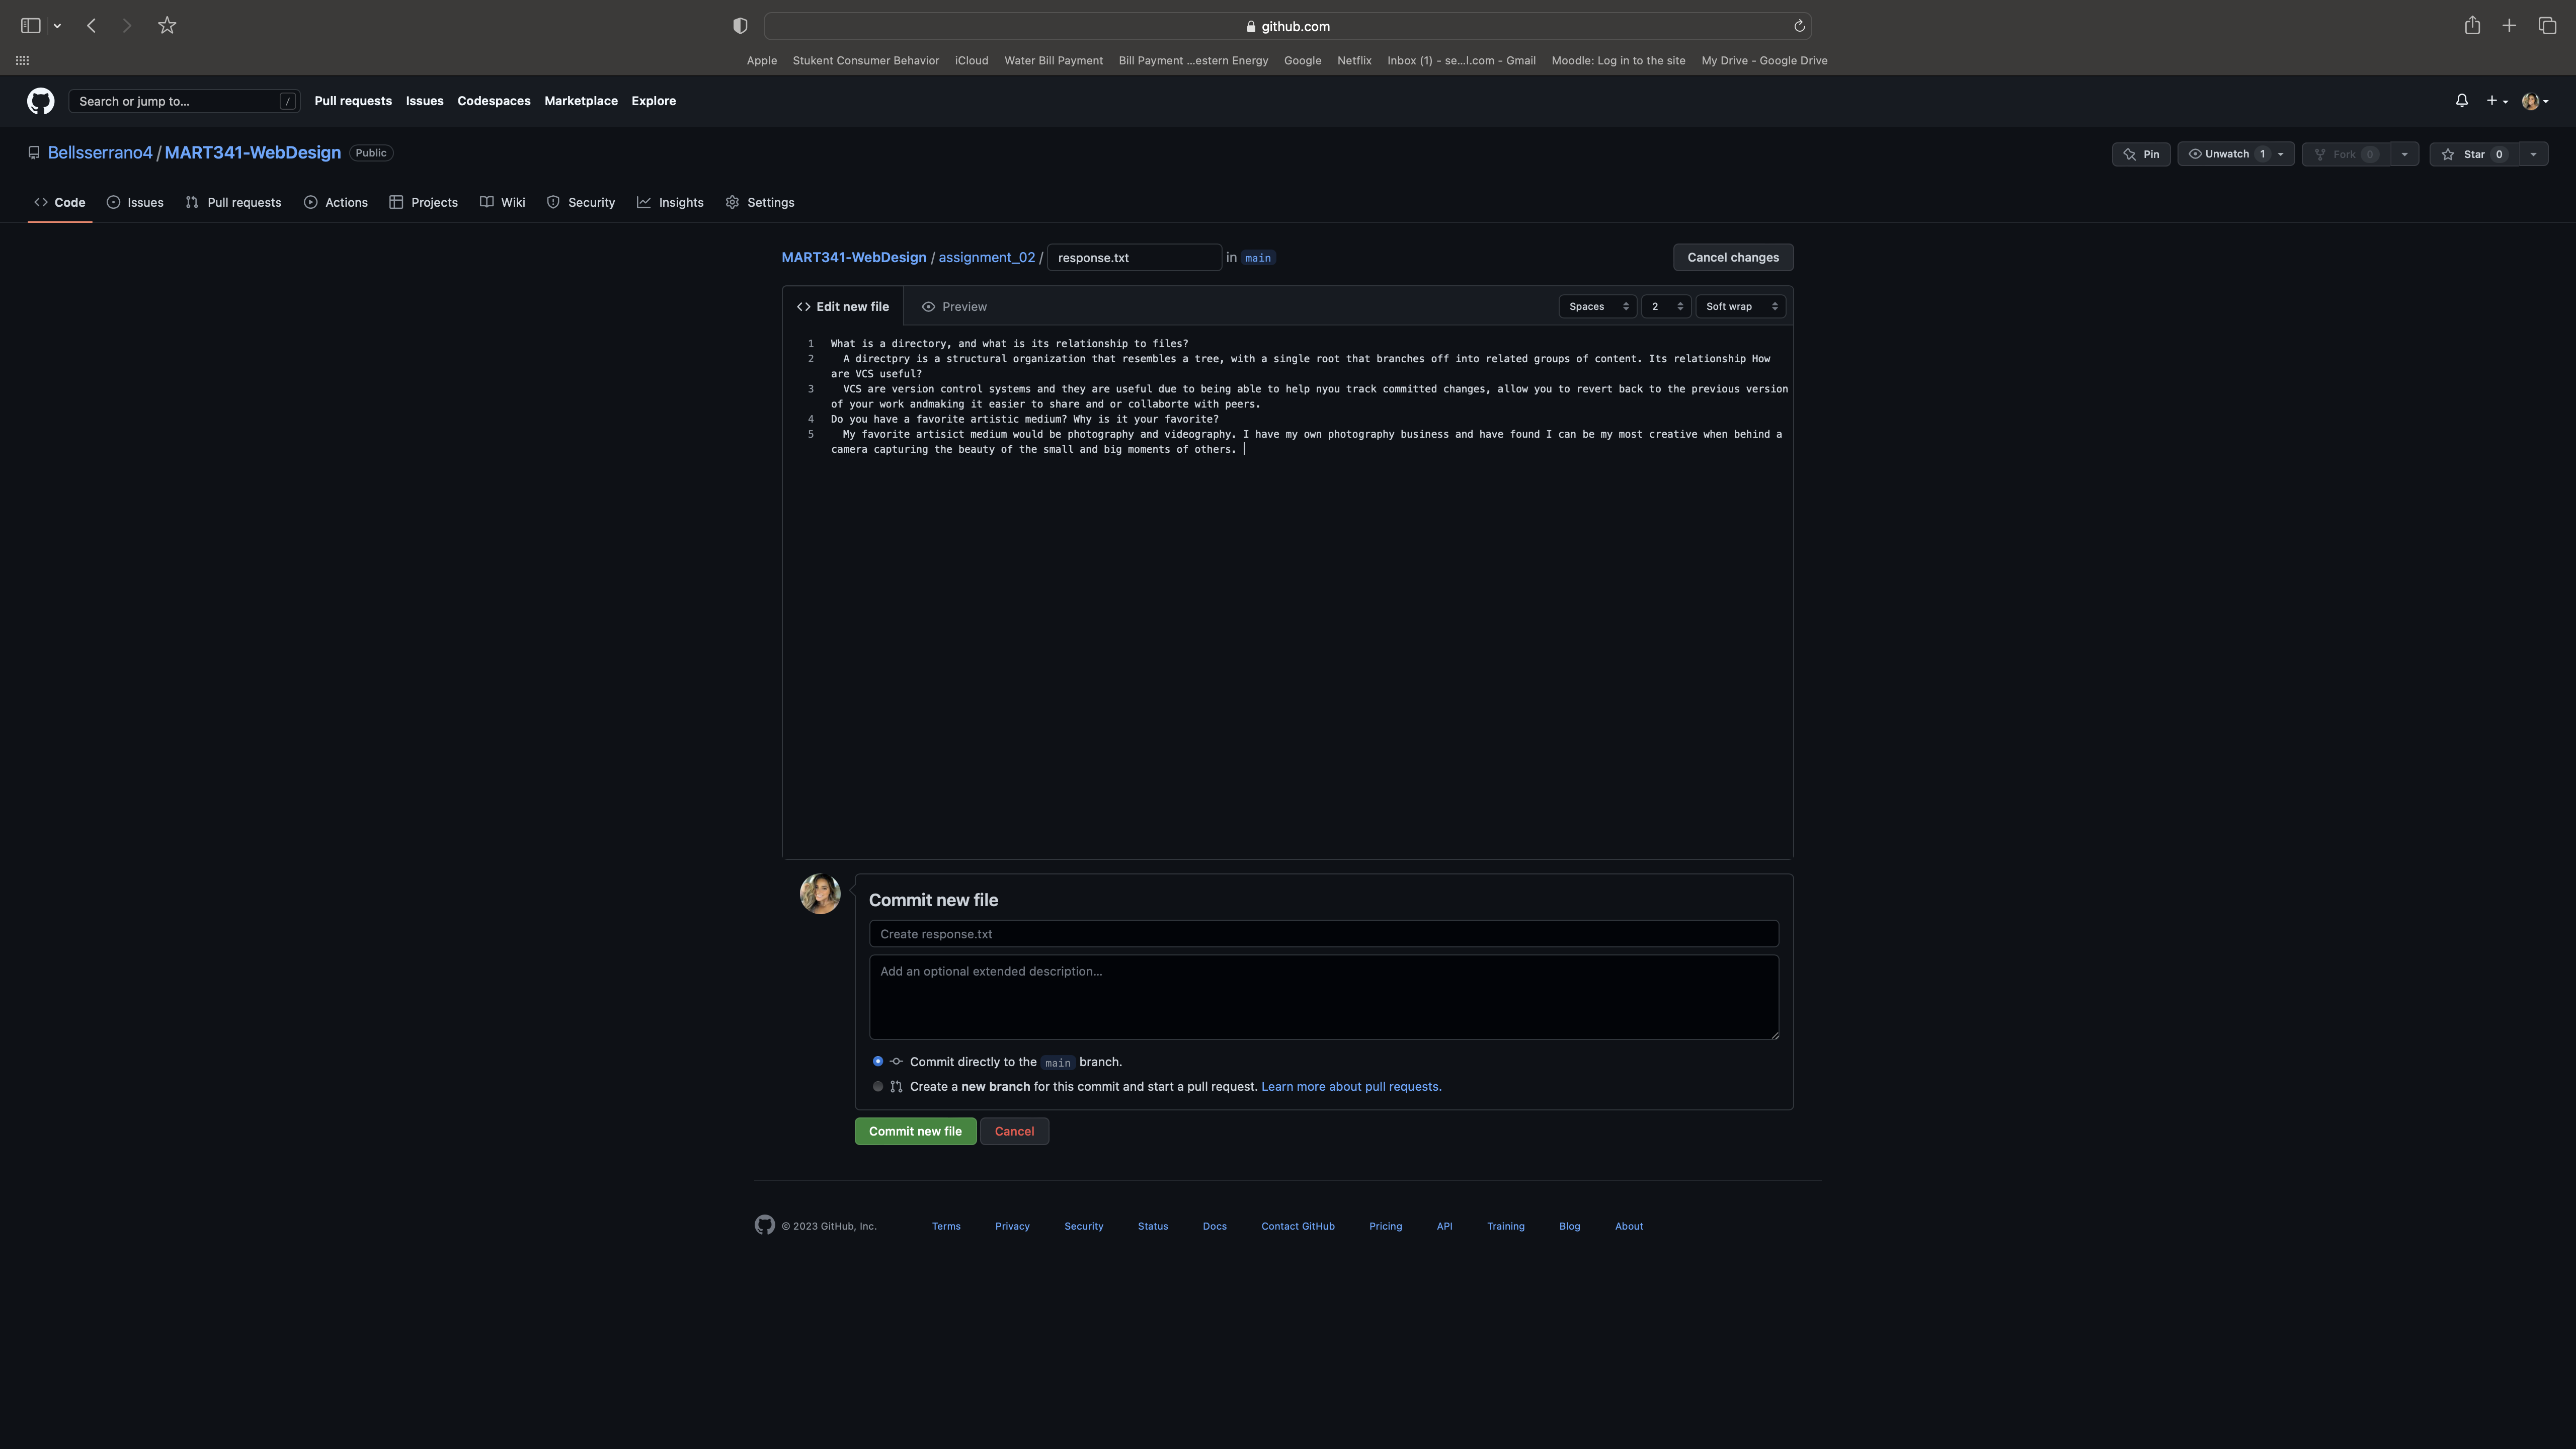 github.com
Apple Stukent Consumer Behavior iCloud Water Bill Payment Bill Payment ...estern Energy Google Netflix Inbox (1) - se...l.com - Gmail Moodle: Log in to the site My Drive - Google Drive
Search or jump to... / Pull requests Issues Codespaces Marketplace Explore
Bellsserrano4 / MART341-WebDesign Public Pin Unwatch 1 Fork 0 Star 0
Code Issues Pull requests Actions Projects Wiki Security Insights Settings
MART341-WebDesign / assignment_02 / response.txt in main Cancel changes
Edit new file Preview Spaces 2 Soft wrap
1 What is a directory, and what is its relationship to files?
2 A directpry is a structural organization that resembles a tree, with a single root that branches off into related groups of content. Its relationship How
are VCS useful?
3 VCS are version control systems and they are useful due to being able to help nyou track committed changes, allow you to revert back to the previous version
of your work andmaking it easier to share and or collaborte with peers.
4 Do you have a favorite artistic medium? Why is it your favorite?
5 My favorite artisict medium would be photography and videography. I have my own photography business and have found I can be my most creative when behind a
camera capturing the beauty of the small and big moments of others.
Commit new file
Create response.txt
Add an optional extended description...
Commit directly to the main branch.
Create a new branch for this commit and start a pull request. Learn more about pull requests.
Commit new file Cancel
© 2023 GitHub, Inc. Terms Privacy Security Status Docs Contact GitHub Pricing API Training Blog About